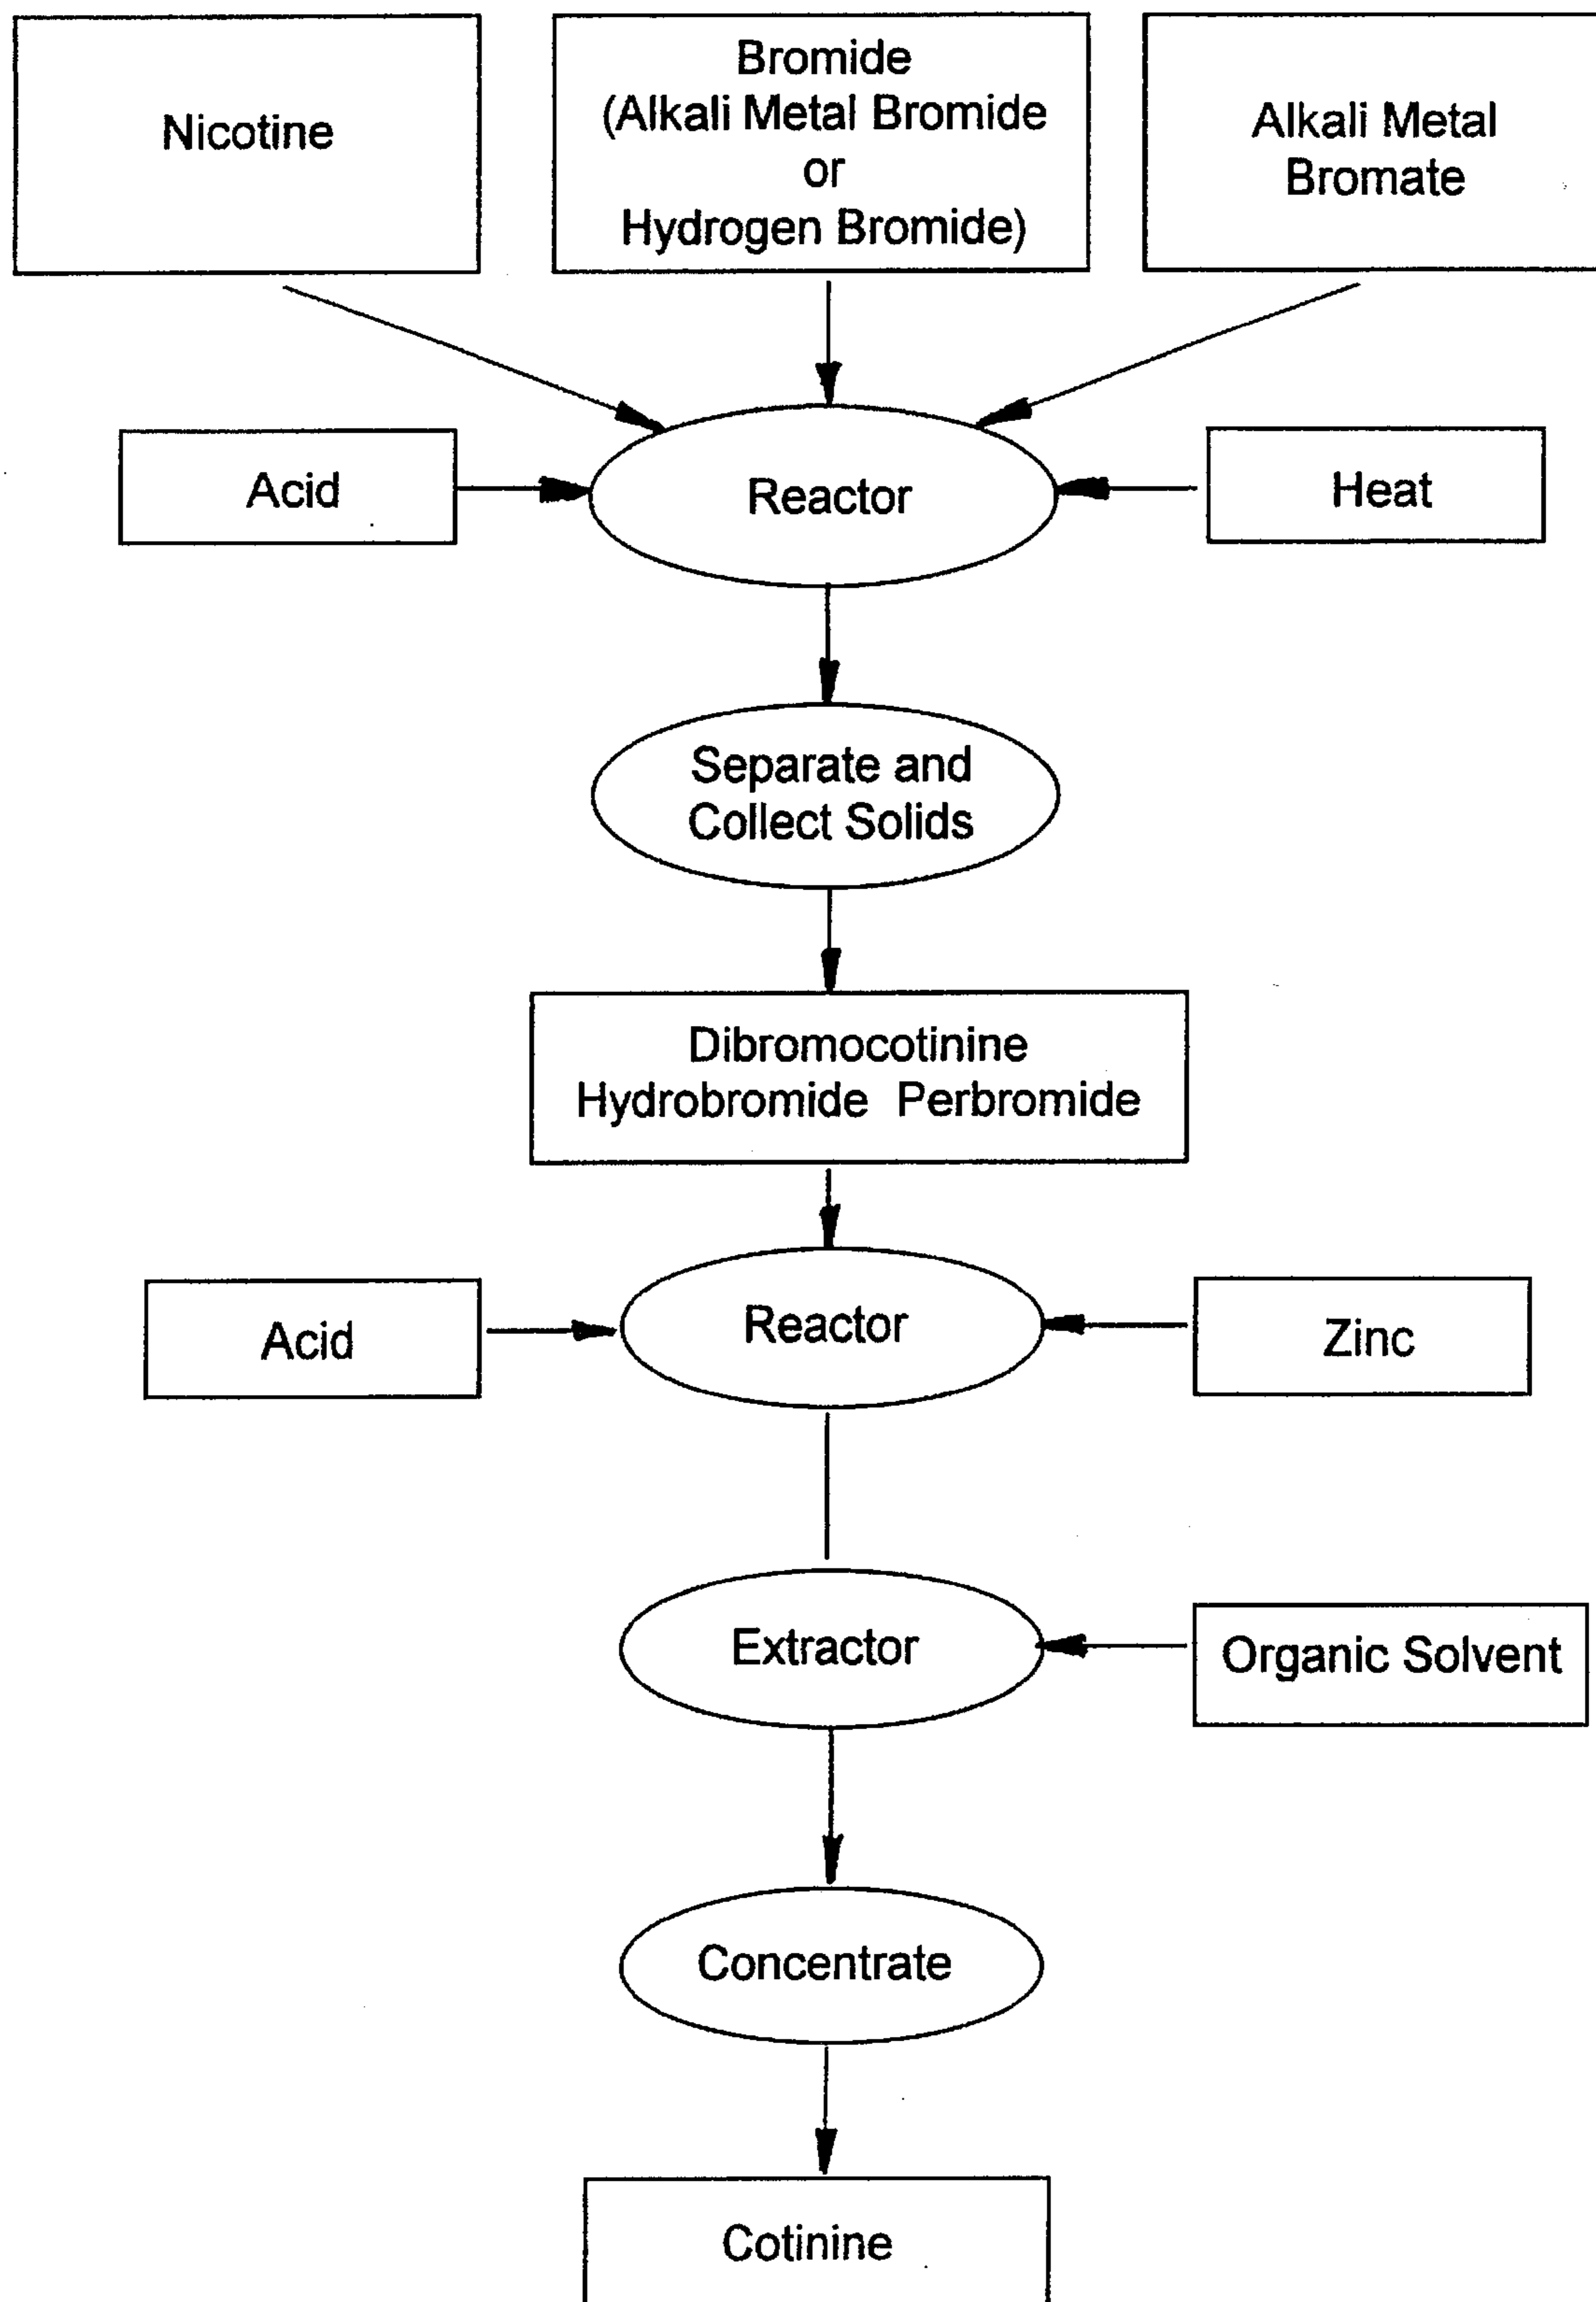 Nicotine
Bromide
(Alkali Metal Bromide
or
Hydrogen Bromide)
Alkali Metal
Bromate
Acid
Reactor
Heat
Separate and
Collect Solids
Dibromocotinine
Hydrobromide Perbromide
Acid
Reactor
Zinc
Extractor
Organic Solvent
Concentrate
Cotinine